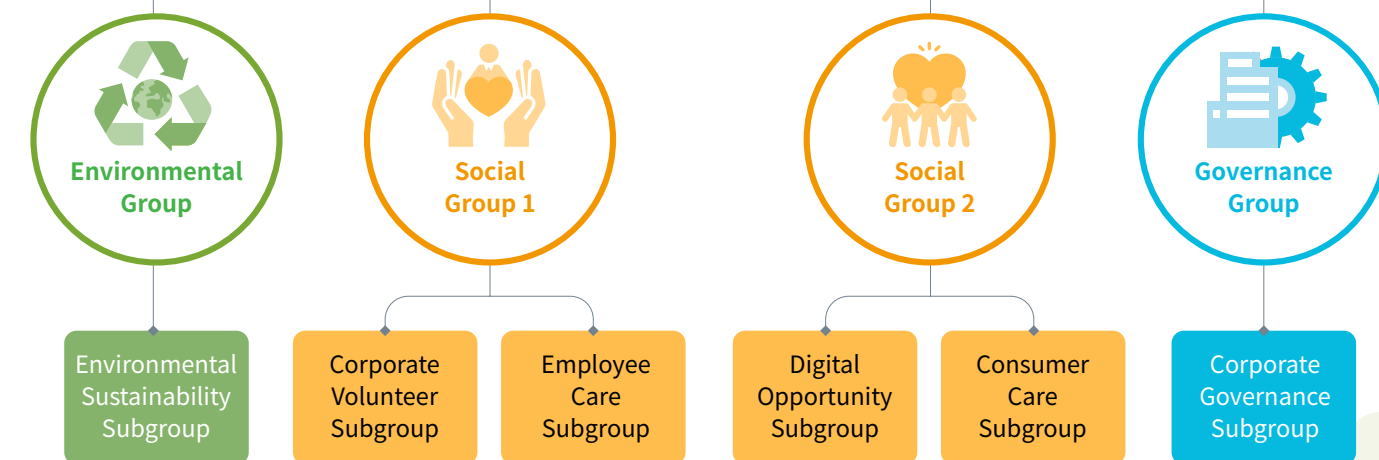 Environmental
Group
Social
Group 1
Social
Group 2
Governance
Group
Environmental
Sustainability
Subgroup
Corporate
Volunteer
Subgroup
Employee
Care
Subgroup
Digital
Opportunity
Subgroup
Consumer
Care
Subgroup
Corporate
Governance
Subgroup